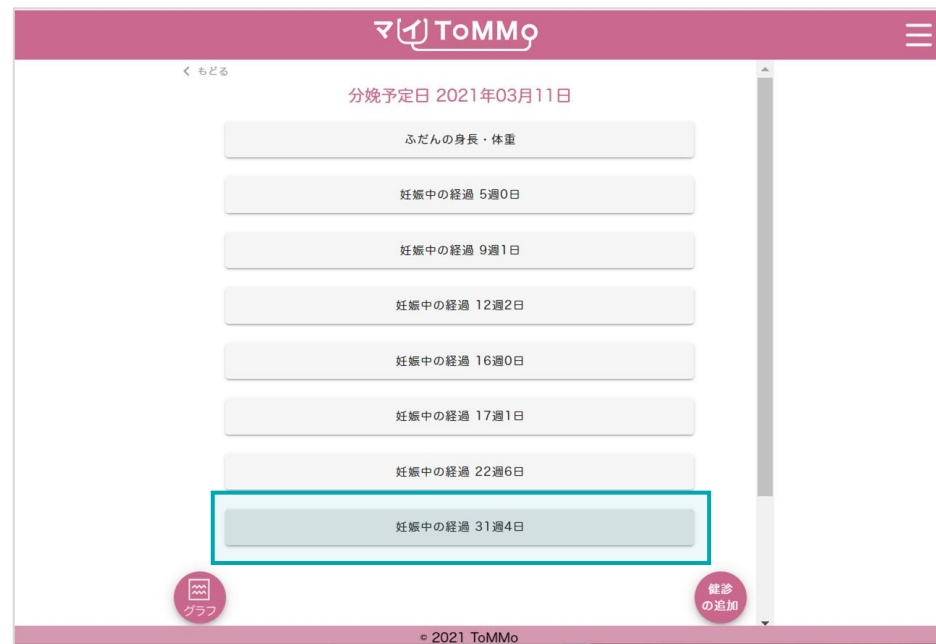 マイ ToMMo
もどる
分娩予定日 2021年03月11日
ふだんの身長・体重
妊娠中の経過 5週0日
妊娠中の経過 9週1日
妊娠中の経過 12週2日
妊娠中の経過 16週0日
妊娠中の経過 17週1日
妊娠中の経過 22週6日
妊娠中の経過 31週4日
グラフ
健診
の追加
© 2021 ToMMo